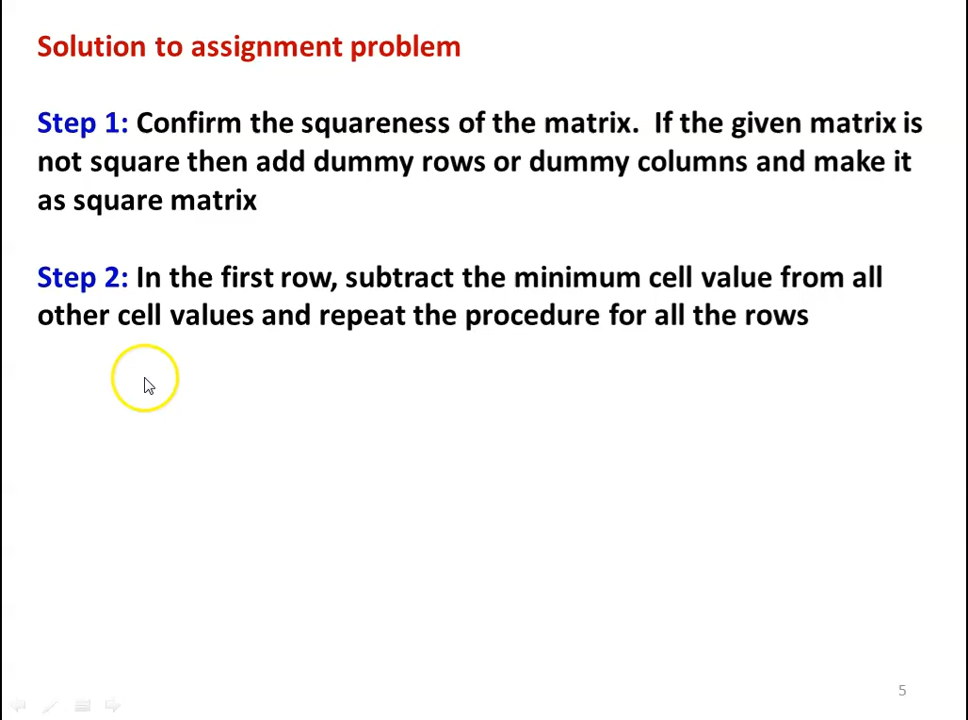 Solution to assignment problem
Step 1: Confirm the squareness of the matrix.  If the given matrix is
not square then add dummy rows or dummy columns and make it
as square matrix
Step 2: In the first row, subtract the minimum cell value from all
other cell values and repeat the procedure for all the rows
5